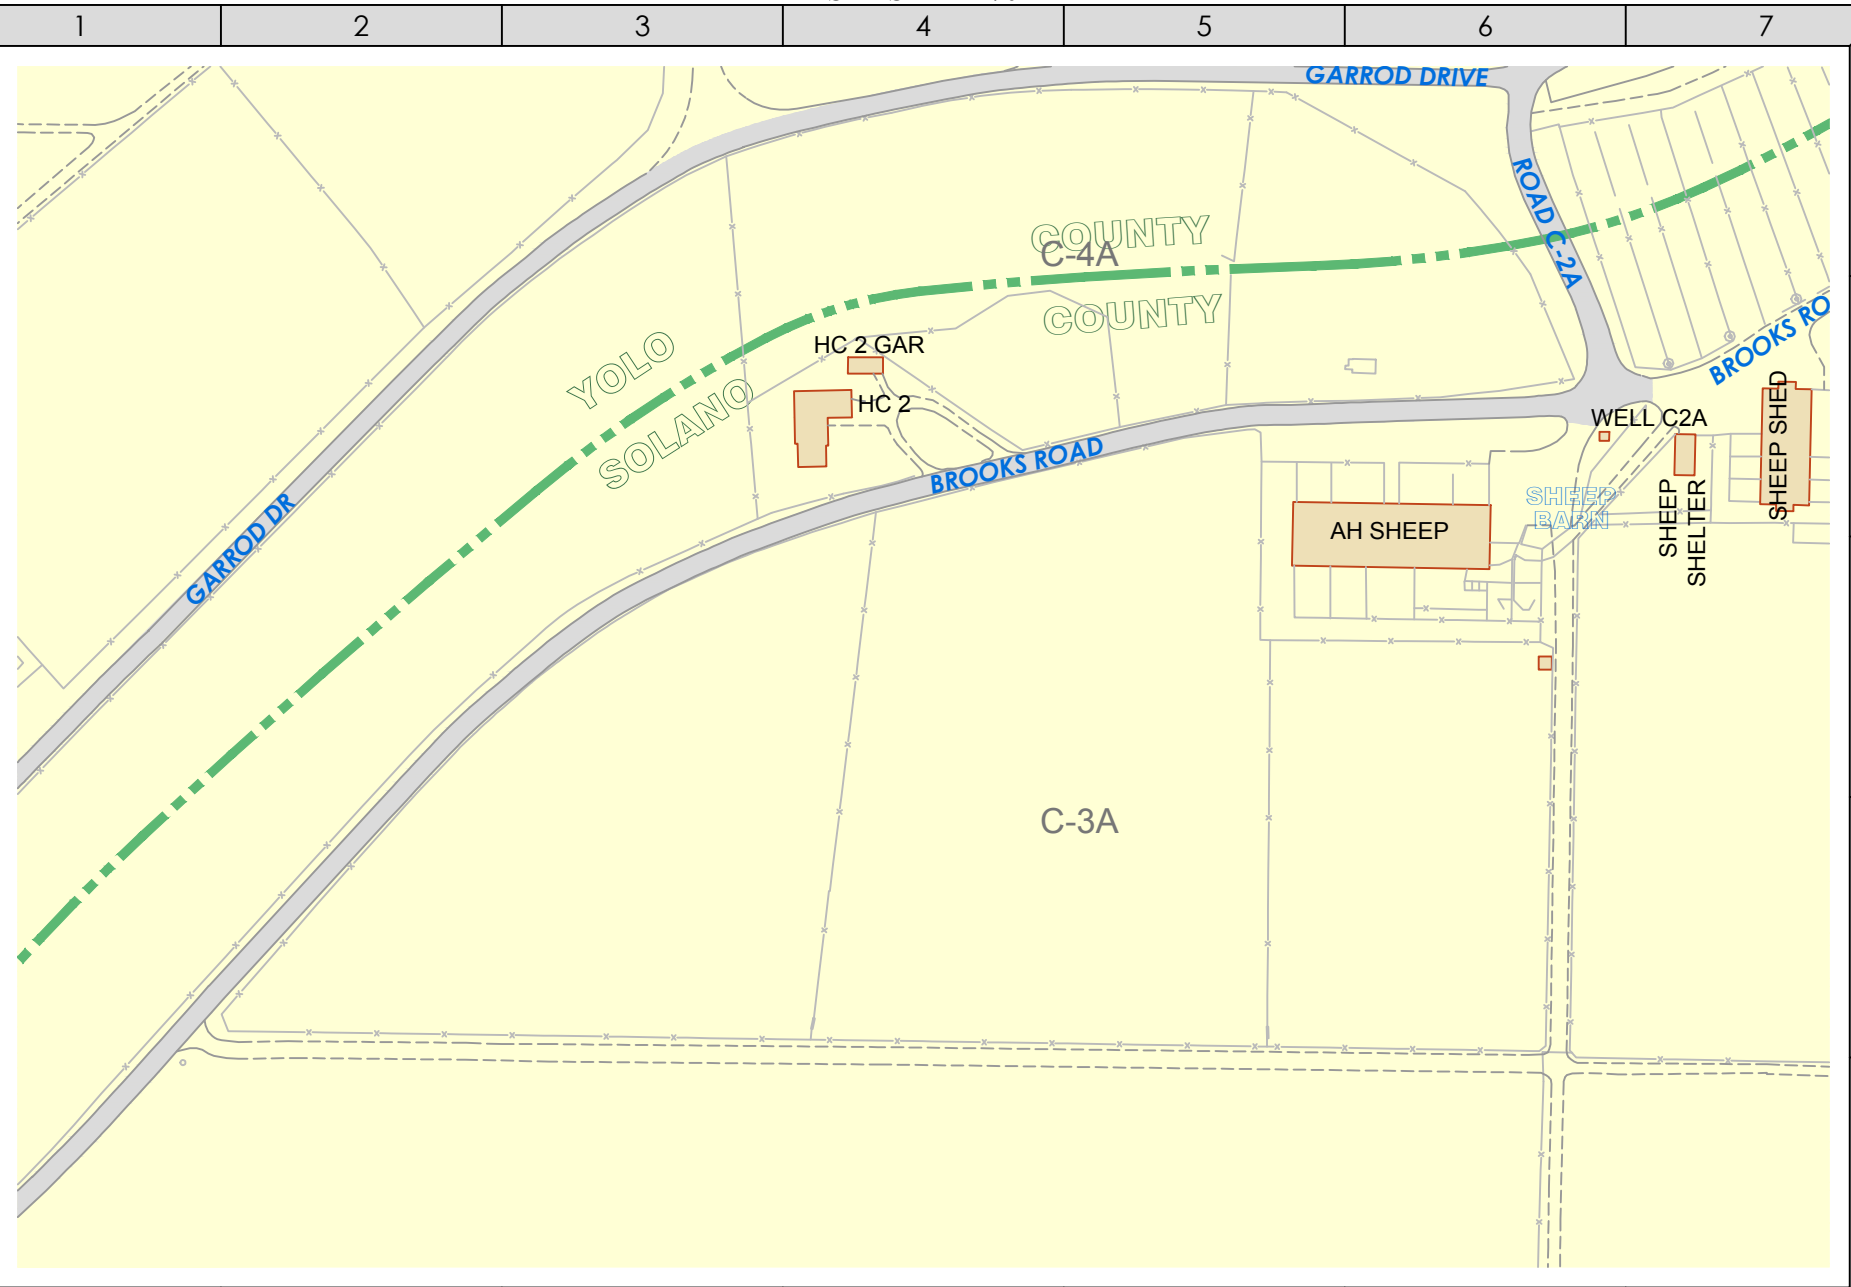 1 2 3 4 5 6 7
GARROD DRIVE
ROAD C-2A
COUNTY
C-4A
COUNTY
YOLO
SOLANO
HC 2 GAR
HC 2
BROOKS RO
BROOKS ROAD
WELL C2A
SHEEP SHED
SHEEP
BARN
SHEEP
SHELTER
AH SHEEP
GARROD DR
C-3A